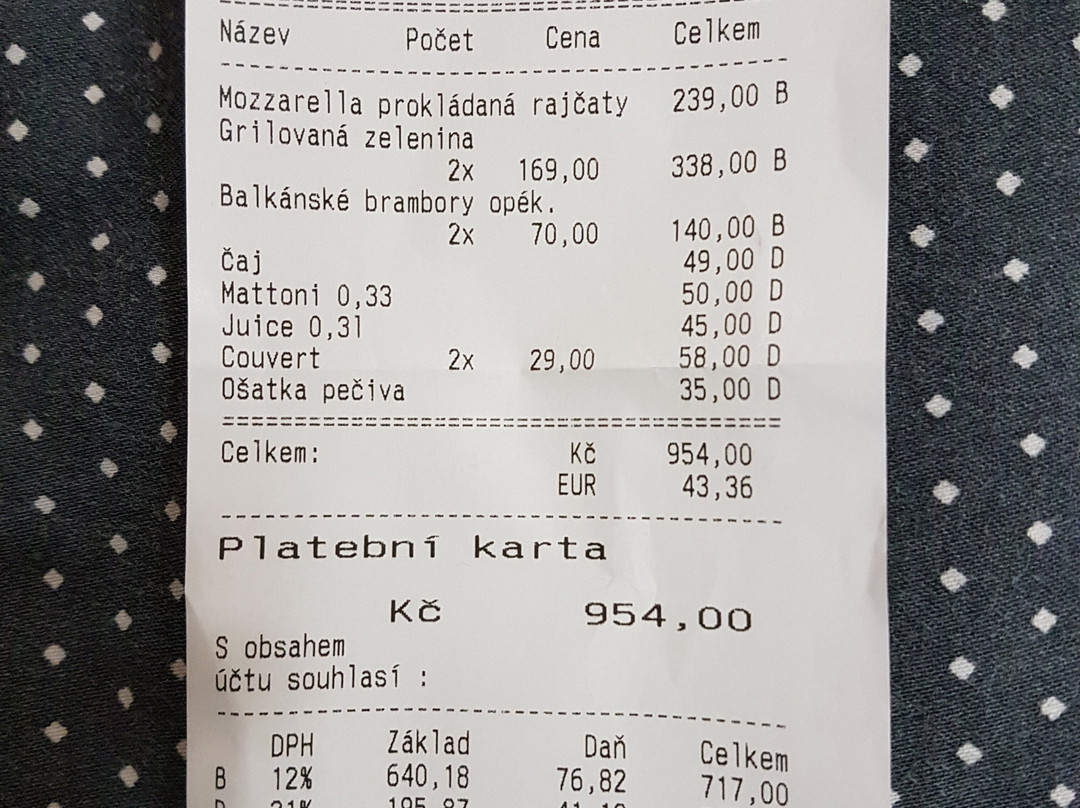 Název Počet Cena Celkem
Mozzarella prokládaná rajčaty 239,00 B
Grilovaná zelenina
2x 169,00 338,00 B
Balkánské brambory opék.
2x 70,00 140,00 B
Čaj 49,00 D
Mattoni 0,33 50,00 D
Juice 0,3l 45,00 D
Couvert 2x 29,00 58,00 D
Ošatka pečiva 35,00 D
Celkem: Kč 954,00
EUR 43,36
Platební karta
Kč 954,00
S obsahem
účtu souhlasí :
DPH Základ Daň Celkem
B 12% 640,18 76,82 717,00